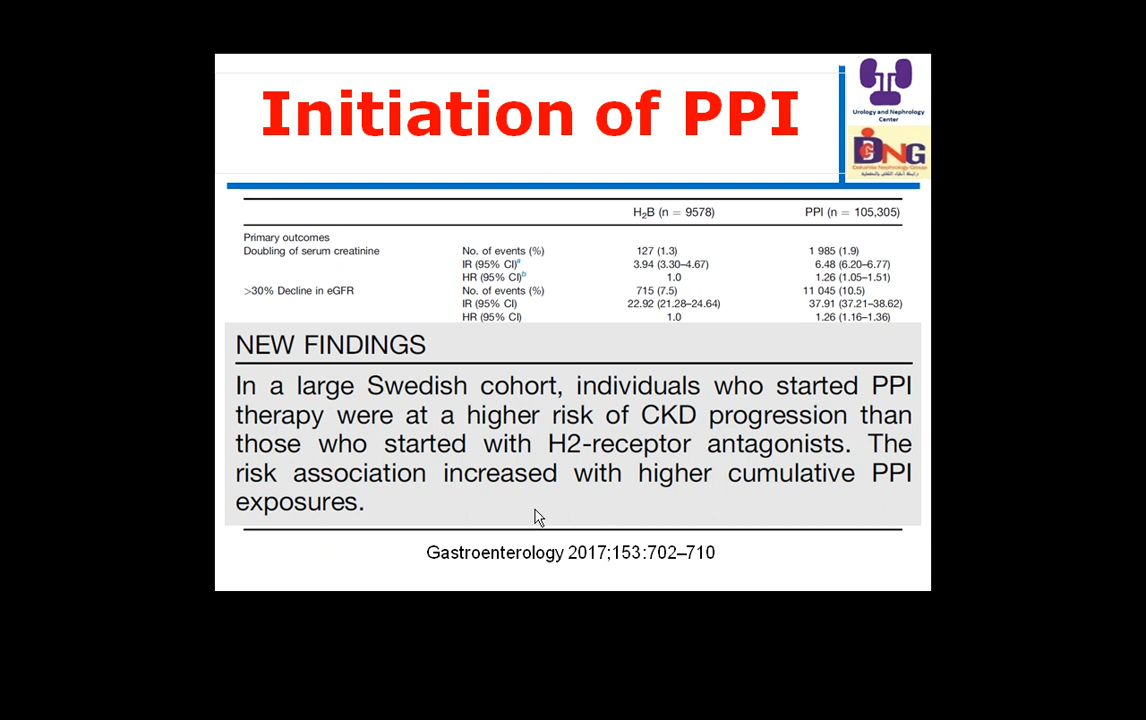 Initiation of PPI
Urology and Nephrology
Center
DNG
Dakahlia Nephrology Group
H2B (n = 9578) PPI (n = 105,305)
Primary outcomes
Doubling of serum creatinine No. of events (%) 127 (1.3) 1 985 (1.9)
IR (95% CI)a 3.94 (3.30–4.67) 6.48 (6.20–6.77)
HR (95% CI)b 1.0 1.26 (1.05–1.51)
>30% Decline in eGFR No. of events (%) 715 (7.5) 11 045 (10.5)
IR (95% CI) 22.92 (21.28–24.64) 37.91 (37.21–38.62)
HR (95% CI) 1.0 1.26 (1.16–1.36)
NEW FINDINGS
In a large Swedish cohort, individuals who started PPI
therapy were at a higher risk of CKD progression than
those who started with H2-receptor antagonists. The
risk association increased with higher cumulative PPI
exposures.
Gastroenterology 2017;153:702–710